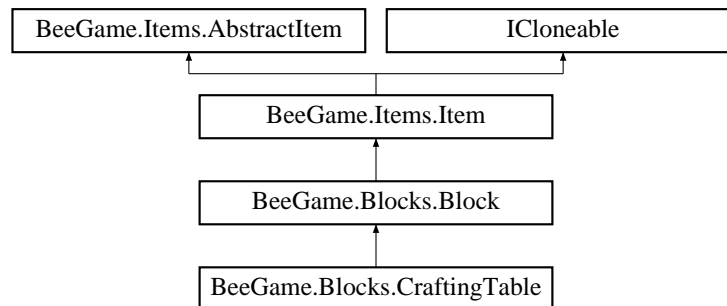 BeeGame.Items.AbstractItem
ICloneable
BeeGame.Items.Item
BeeGame.Blocks.Block
BeeGame.Blocks.CraftingTable